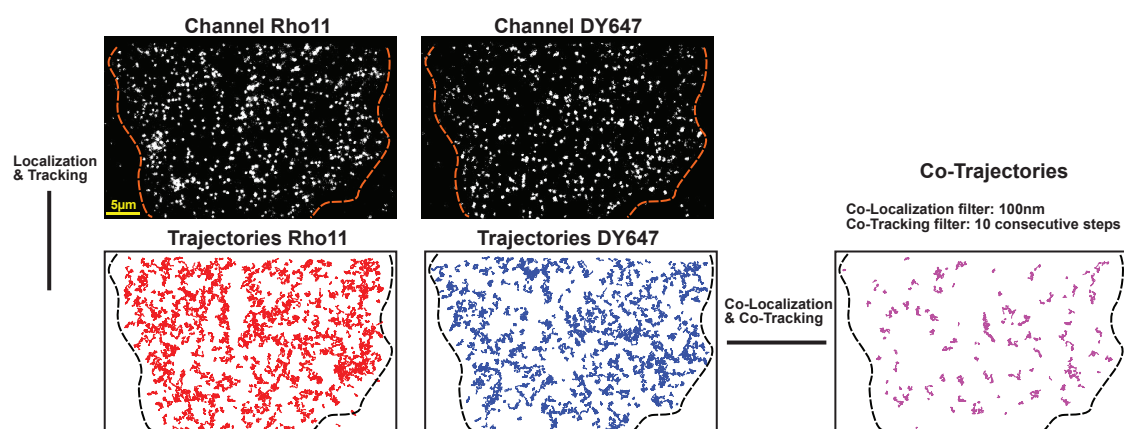 Channel Rho11
Channel DY647
Localization
& Tracking
5µm
Co-Trajectories
Co-Localization filter: 100nm
Co-Tracking filter: 10 consecutive steps
Trajectories Rho11
Trajectories DY647
Co-Localization
& Co-Tracking